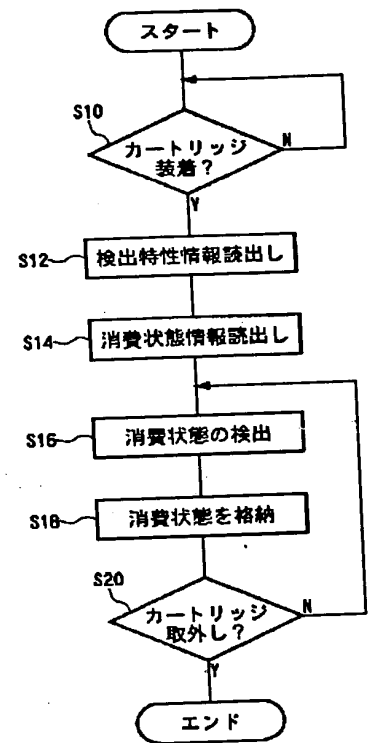 スタート
S10
カートリッジ
装着?
N
Y
S12
検出特性情報読出し
S14
消費状態情報読出し
S16
消費状態の検出
S18
消費状態を格納
S20
カートリッジ
取外し?
N
Y
エンド